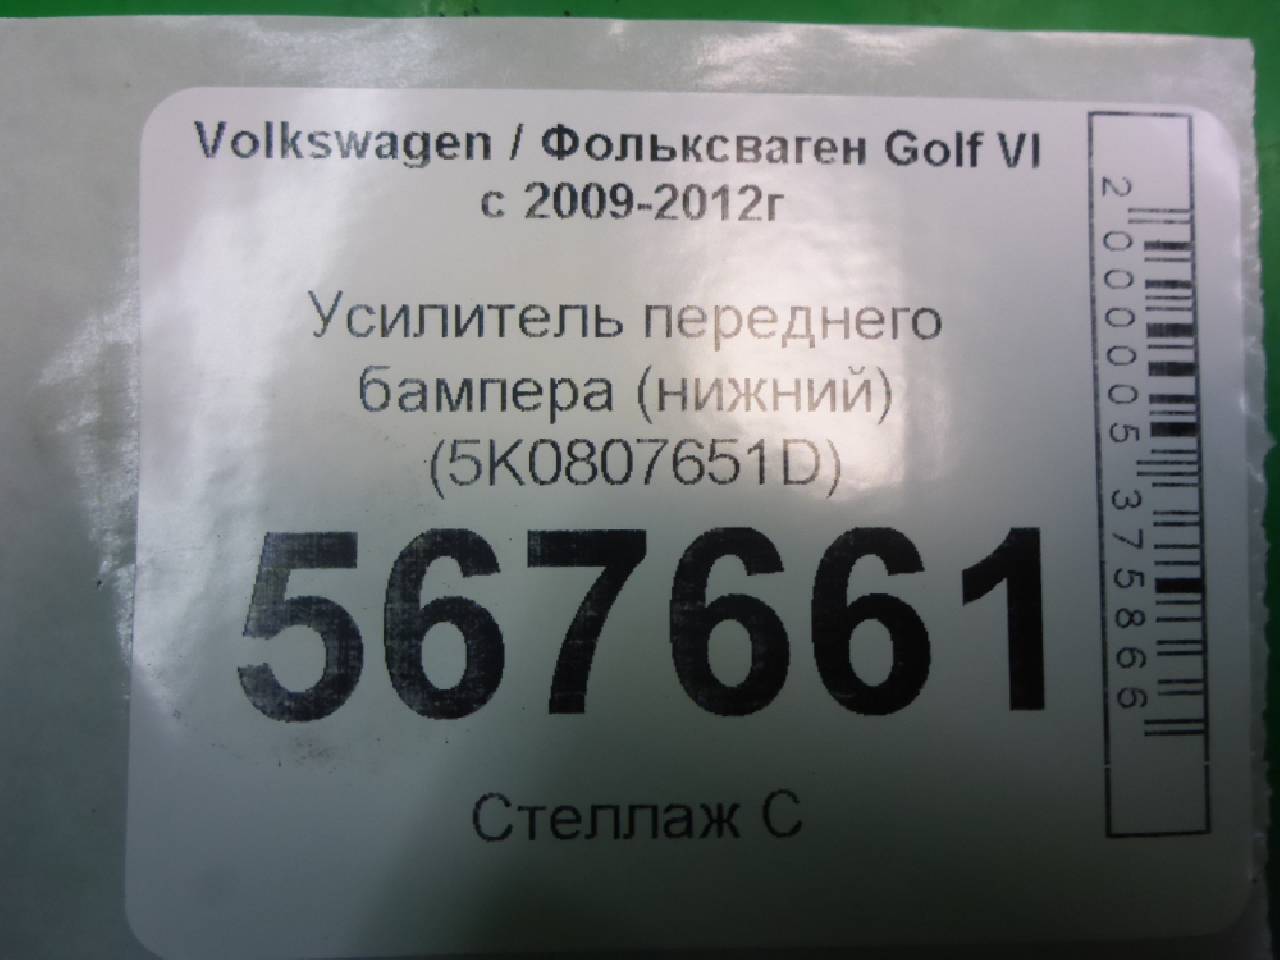 Volkswagen / Фольксваген Golf VI
с 2009-2012г
Усилитель переднего
бампера (нижний)
(5K0807651D)
567661
Стеллаж С
2000005375866